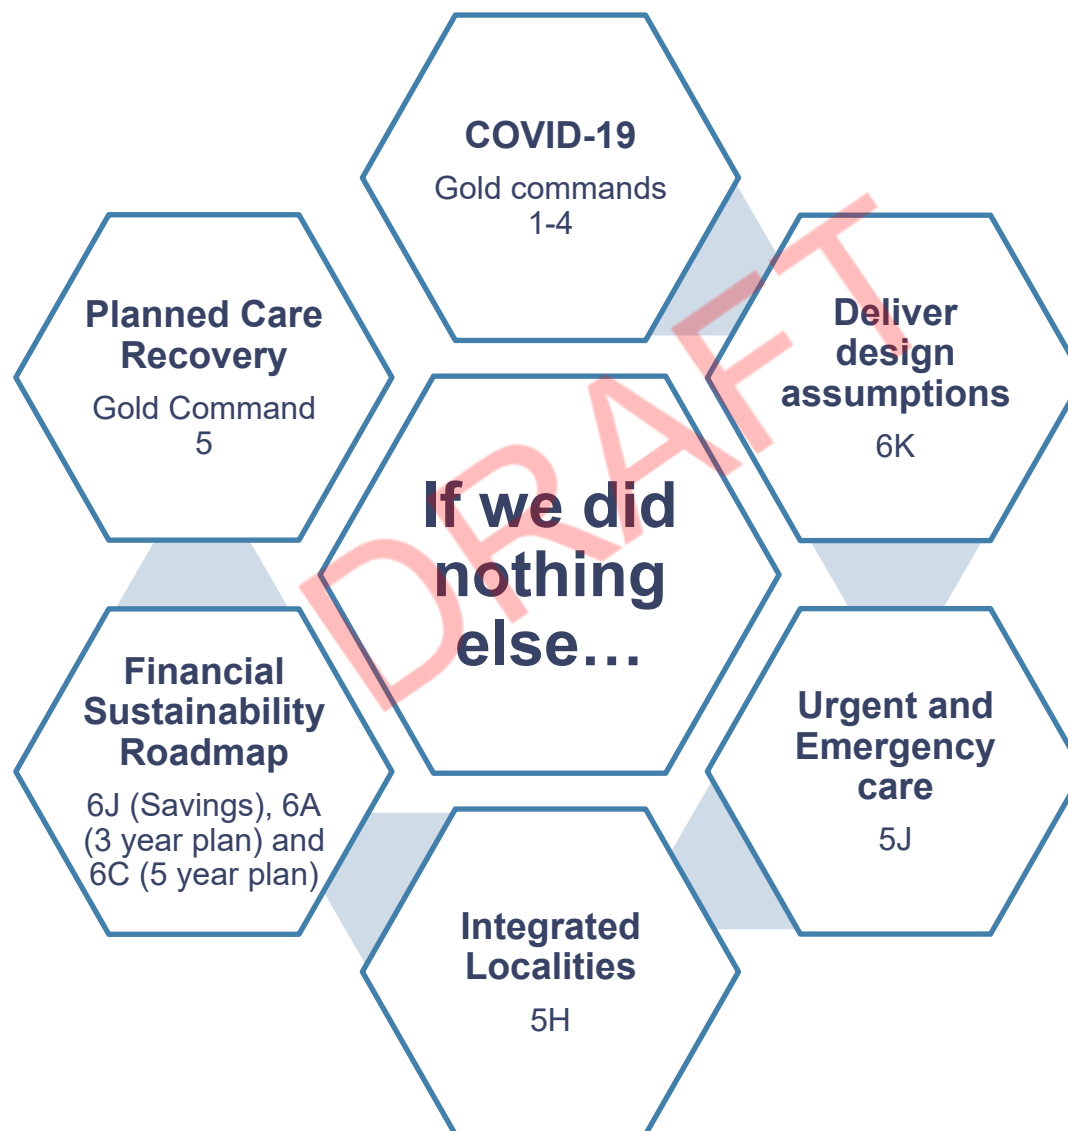 COVID-19
Gold commands
1-4
Deliver
design
assumptions
6K
Urgent and
Emergency
care
5J
Integrated
Localities
5H
Financial
Sustainability
Roadmap
6J (Savings), 6A
(3 year plan) and
6C (5 year plan)
Planned Care
Recovery
Gold Command
5
If we did
nothing
else…
DRAFT